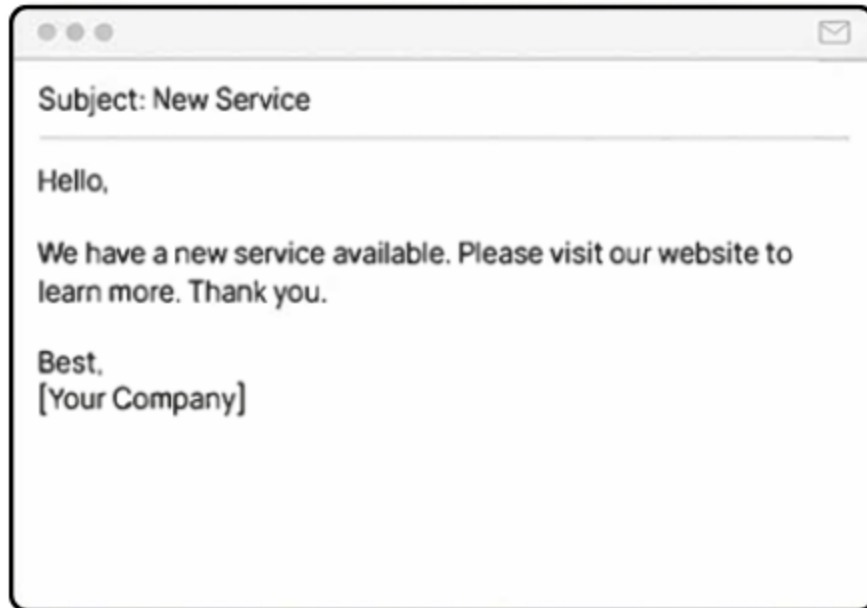 Subject: New Service
Hello,
We have a new service available. Please visit our website to
learn more. Thank you.
Best,
[Your Company]